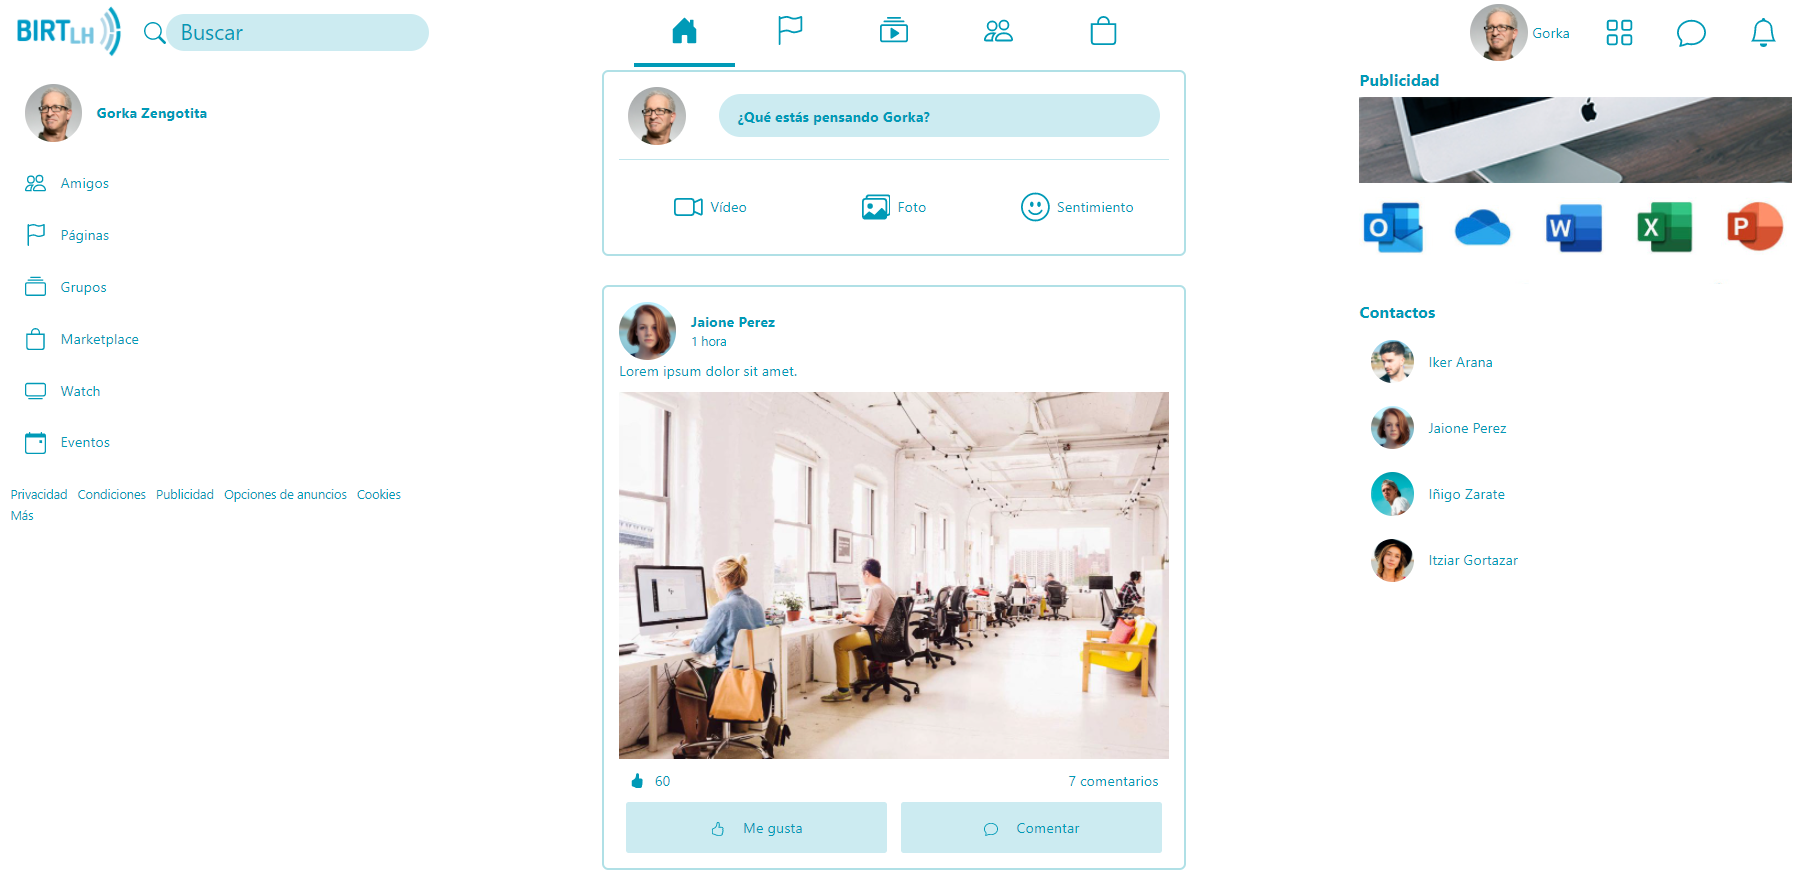 BIRTLH
Buscar
Gorka
Gorka Zengotita
Amigos
Páginas
Grupos
Marketplace
Watch
Eventos
Privacidad Condiciones Publicidad Opciones de anuncios Cookies
Más
¿Qué estás pensando Gorka?
Vídeo
Foto
Sentimiento
Jaione Perez
1 hora
Lorem ipsum dolor sit amet.
60
7 comentarios
Me gusta
Comentar
Publicidad
O
W
X
P
Contactos
Iker Arana
Jaione Perez
Iñigo Zarate
Itziar Gortazar